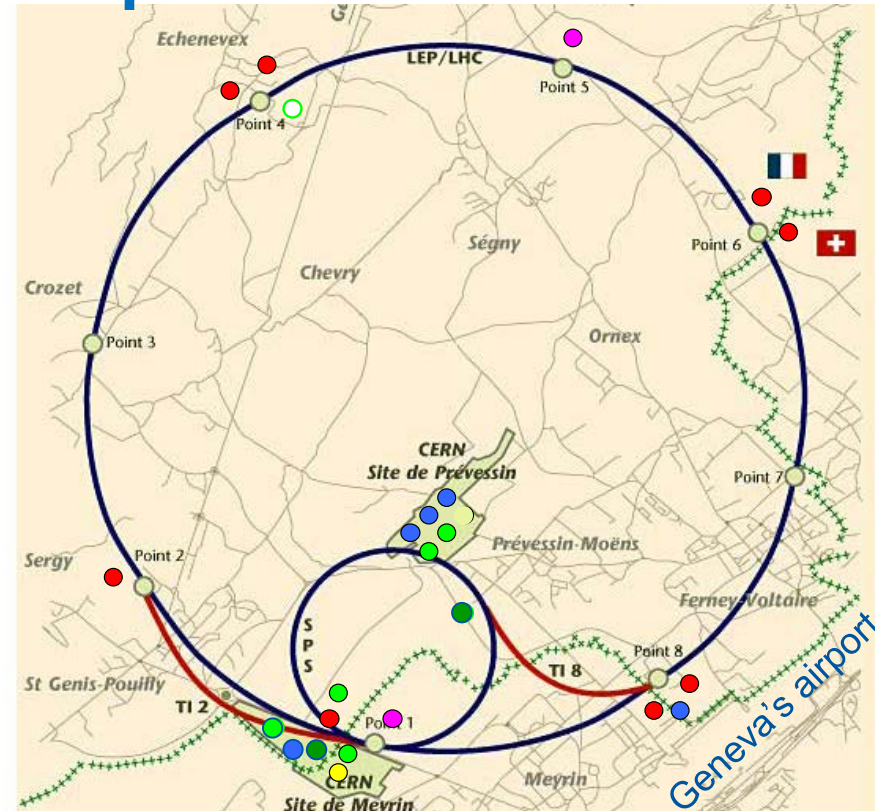 Echenevex
Ge
LEP/LHC
Point 5
Point 4
Point 6
Ségny
Chevry
Crozet
Point 3
Ornex
CERN
Site de Prévessin
Point 7
Prévessin-Moëns
Sergy
Point 2
Ferney-Voltaire
SPS
Point 8
TI 8
St Genis-Pouilly
TI 2
Point 1
Geneva's airport
CERN
Site de Meyrin
Meyrin